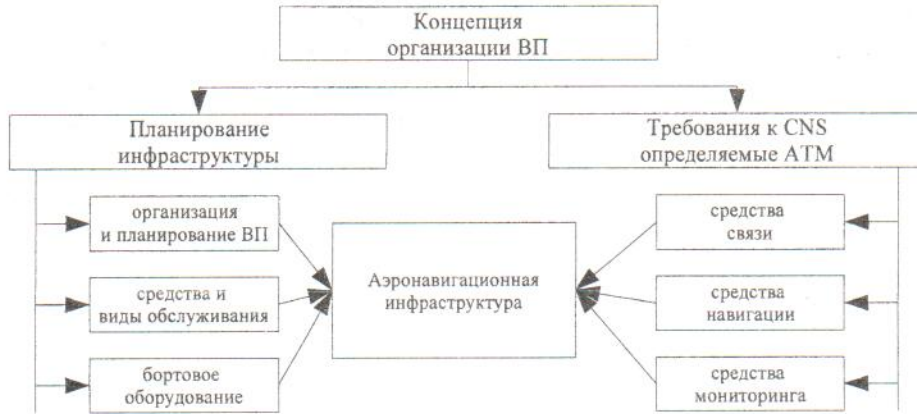 Концепция
организации ВП
Планирование
инфраструктуры
Требования к CNS
определяемые АТМ
организация
и планирование ВП
средства и
виды обслуживания
бортовое
оборудование
Аэронавигационная
инфраструктура
средства
связи
средства
навигации
средства
мониторинга